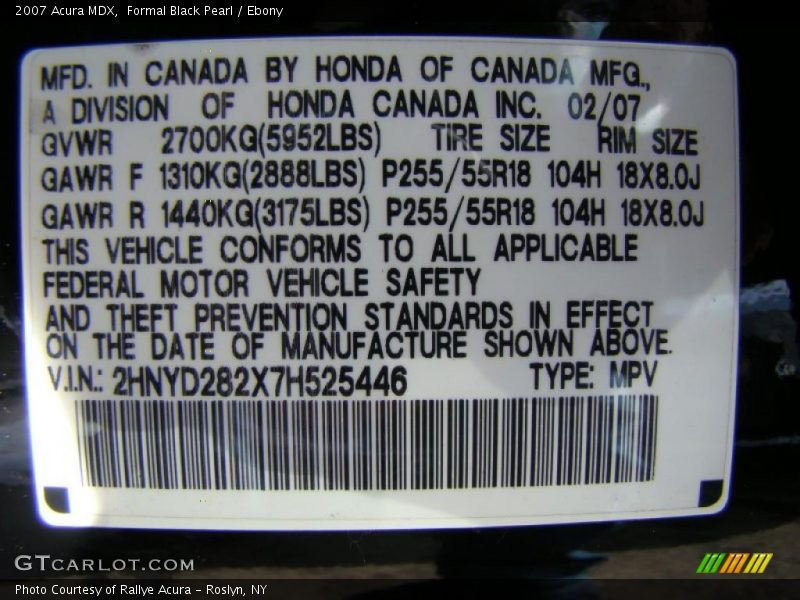 2007 Acura MDX,  Formal Black Pearl / Ebony
MFD. IN CANADA BY HONDA OF CANADA MFG.,
A DIVISION OF HONDA CANADA INC. 02/07
GVWR 2700KG(5952LBS) TIRE SIZE RIM SIZE
GAWR F 1310KG(2888LBS) P255/55R18 104H 18X8.0J
GAWR R 1440KG(3175LBS) P255/55R18 104H 18X8.0J
THIS VEHICLE CONFORMS TO ALL APPLICABLE
FEDERAL MOTOR VEHICLE SAFETY
AND THEFT PREVENTION STANDARDS IN EFFECT
ON THE DATE OF MANUFACTURE SHOWN ABOVE.
V.I.N.: 2HNYD282X7H525446 TYPE: MPV
GTCARLOT.COM
Photo Courtesy of Rallye Acura – Roslyn, NY